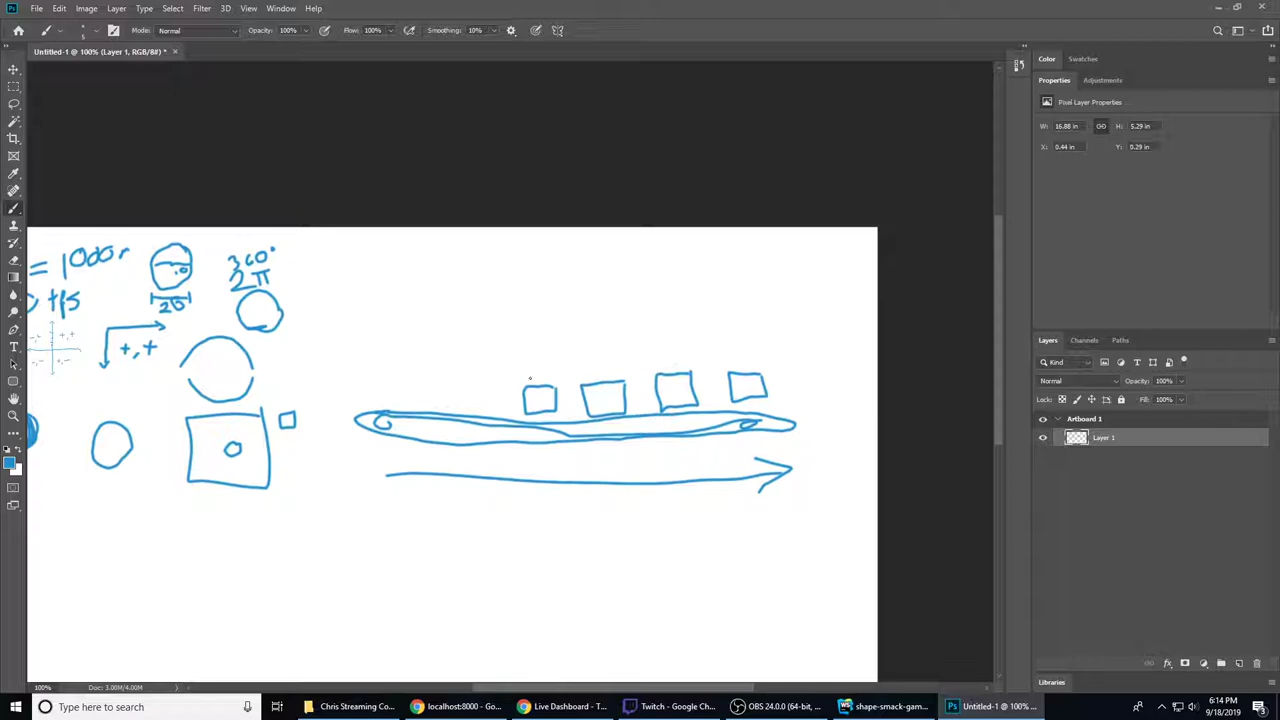 File Edit Image Layer Type Select Filter 3D View Window Help
Mode: Normal Opacity: 100% Flow: 100% Smoothing: 10%
Untitled-1 @ 100% (Layer 1, RGB/8#) *
Color Swatches
Properties Adjustments
Pixel Layer Properties
W: 16.88 in H: 5.29 in
X: 0.44 in Y: 0.29 in
360°
2π
20
+,+
Layers Channels Paths
Kind
Normal Opacity: 100%
Lock: Fill: 100%
Artboard 1
Layer 1
Libraries
100% Doc: 3.00M/4.00M
Type here to search
Chris Streaming Co...
localhost:8000 - Go...
Live Dashboard - T...
Twitch - Google Ch...
OBS 24.0.0 (64-bit, ...
shape-smack-gam...
Untitled-1 @ 100% ...
6:14 PM
9/18/2019